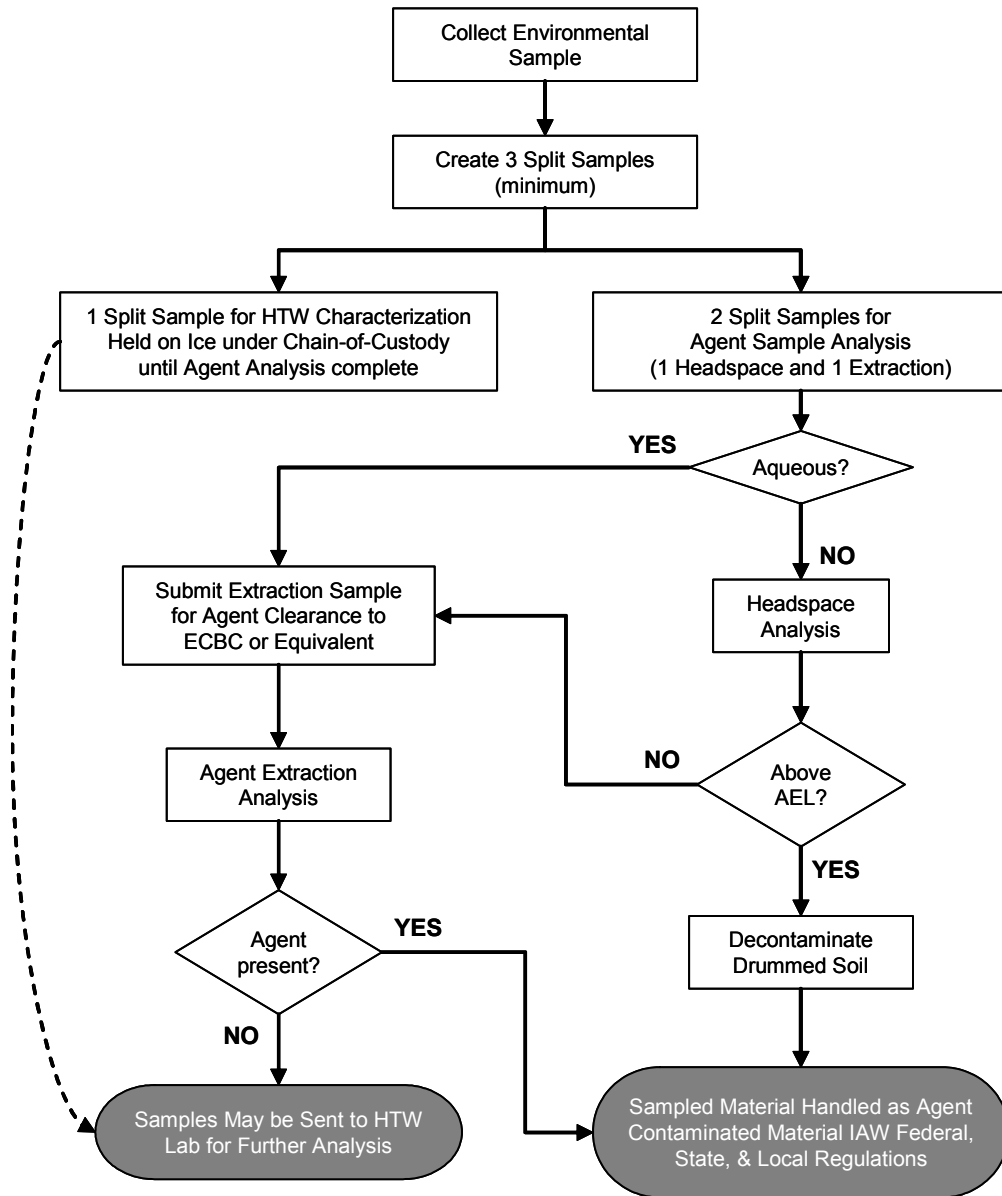 Collect Environmental
Sample
Create 3 Split Samples
(minimum)
1 Split Sample for HTW Characterization
Held on Ice under Chain-of-Custody
until Agent Analysis complete
2 Split Samples for
Agent Sample Analysis
(1 Headspace and 1 Extraction)
YES
Aqueous?
NO
Submit Extraction Sample
for Agent Clearance to
ECBC or Equivalent
Headspace
Analysis
Agent Extraction
Analysis
NO
Above
AEL?
YES
Agent
present?
YES
Decontaminate
Drummed Soil
NO
Samples May be Sent to HTW
Lab for Further Analysis
Sampled Material Handled as Agent
Contaminated Material IAW Federal,
State, & Local Regulations